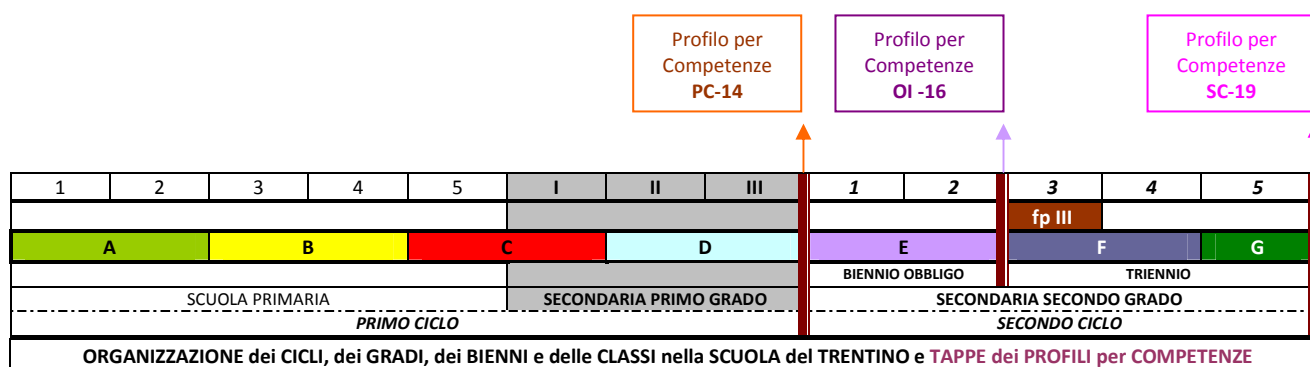 Profilo per
Competenze
PC-14
Profilo per
Competenze
OI -16
Profilo per
Competenze
SC-19
1 2 3 4 5 I II III 1 2 3 4 5
fp III
A B C D E F G
BIENNIO OBBLIGO TRIENNIO
SCUOLA PRIMARIA SECONDARIA PRIMO GRADO SECONDARIA SECONDO GRADO
PRIMO CICLO SECONDO CICLO
ORGANIZZAZIONE dei CICLI, dei GRADI, dei BIENNI e delle CLASSI nella SCUOLA del TRENTINO e TAPPE dei PROFILI per COMPETENZE